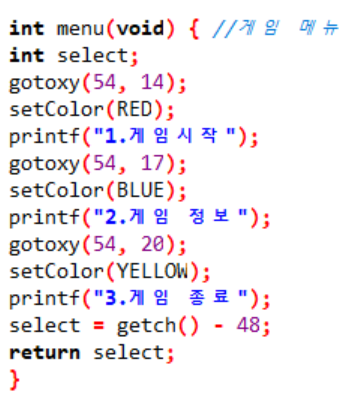 int menu(void) { //게임 메뉴
int select;
gotoxy(54, 14);
setColor(RED);
printf("1.게임시작");
gotoxy(54, 17);
setColor(BLUE);
printf("2.게임 정보");
gotoxy(54, 20);
setColor(YELLOW);
printf("3.게임 종료");
select = getch() - 48;
return select;
}